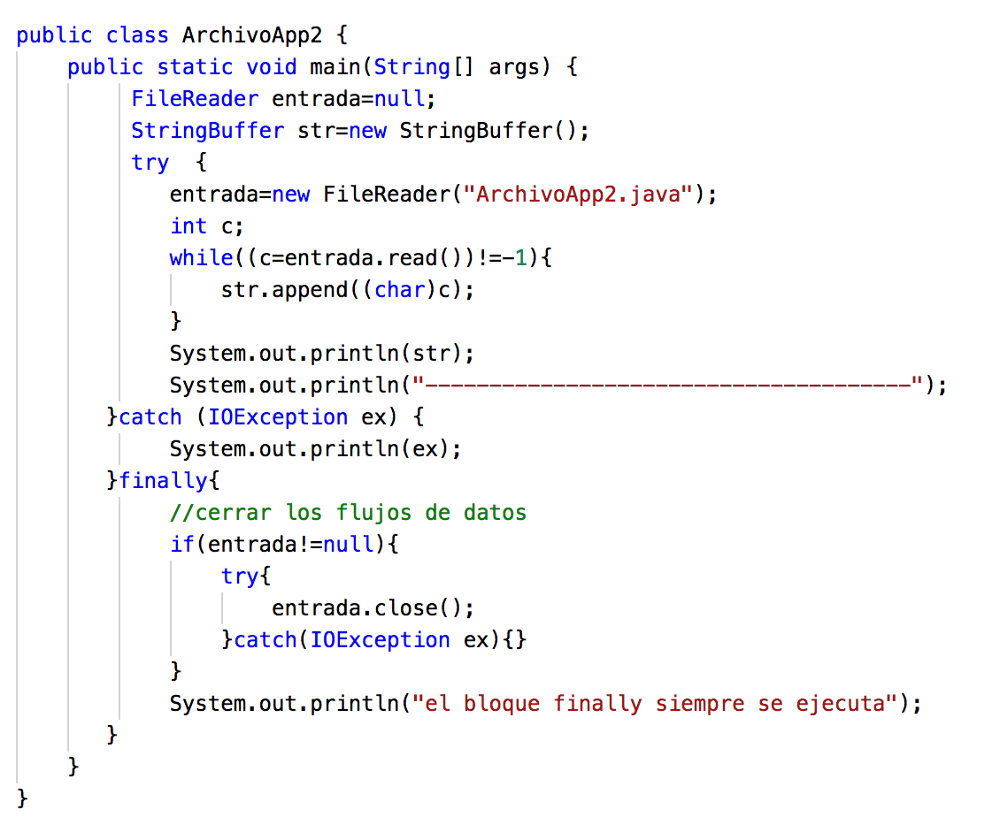 public class ArchivoApp2 {
    public static void main(String[] args) {
         FileReader entrada=null;
         StringBuffer str=new StringBuffer();
         try  {
            entrada=new FileReader("ArchivoApp2.java");
            int c;
            while((c=entrada.read())!=-1){
                str.append((char)c);
            }
            System.out.println(str);
            System.out.println("--------------------------------------");
       }catch (IOException ex) {
            System.out.println(ex);
       }finally{
            //cerrar los flujos de datos
            if(entrada!=null){
                try{
                    entrada.close();
                }catch(IOException ex){}
            }
            System.out.println("el bloque finally siempre se ejecuta");
       }
    }
}